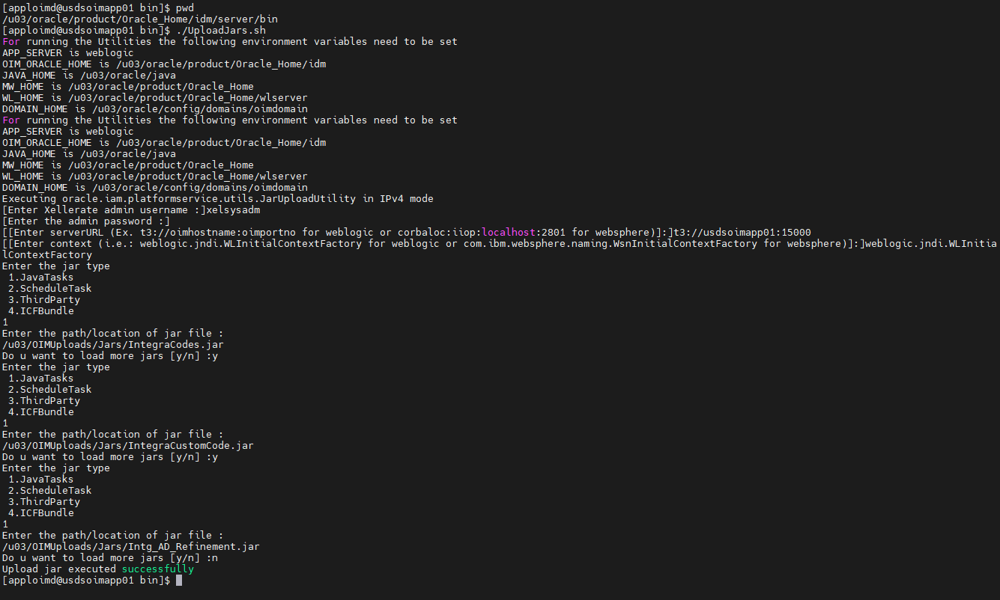 [apploimd@usdsoimapp01 bin]$ pwd
/u03/oracle/product/Oracle_Home/idm/server/bin
[apploimd@usdsoimapp01 bin]$ ./UploadJars.sh
For running the Utilities the following environment variables need to be set
APP_SERVER is weblogic
OIM_ORACLE_HOME is /u03/oracle/product/Oracle_Home/idm
JAVA_HOME is /u03/oracle/java
MW_HOME is /u03/oracle/product/Oracle_Home
WL_HOME is /u03/oracle/product/Oracle_Home/wlserver
DOMAIN_HOME is /u03/oracle/config/domains/oimdomain
For running the Utilities the following environment variables need to be set
APP_SERVER is weblogic
OIM_ORACLE_HOME is /u03/oracle/product/Oracle_Home/idm
JAVA_HOME is /u03/oracle/java
MW_HOME is /u03/oracle/product/Oracle_Home
WL_HOME is /u03/oracle/product/Oracle_Home/wlserver
DOMAIN_HOME is /u03/oracle/config/domains/oimdomain
Executing oracle.iam.platformservice.utils.JarUploadUtility in IPv4 mode
[Enter Xellerate admin username :]xelsysadm
[Enter the admin password :]
[[Enter serverURL (Ex. t3://oimhostname:oimportno for weblogic or corbaloc:iiop:localhost:2801 for websphere)]:]t3://usdsoimapp01:15000
[[Enter context (i.e.: weblogic.jndi.WLInitialContextFactory for weblogic or com.ibm.websphere.naming.WsnInitialContextFactory for websphere)]:]weblogic.jndi.WLInitia
lContextFactory
Enter the jar type
 1.JavaTasks
 2.ScheduleTask
 3.ThirdParty
 4.ICFBundle
1
Enter the path/location of jar file :
/u03/OIMUploads/Jars/IntegraCodes.jar
Do u want to load more jars [y/n] :y
Enter the jar type
 1.JavaTasks
 2.ScheduleTask
 3.ThirdParty
 4.ICFBundle
1
Enter the path/location of jar file :
/u03/OIMUploads/Jars/IntegraCustomCode.jar
Do u want to load more jars [y/n] :y
Enter the jar type
 1.JavaTasks
 2.ScheduleTask
 3.ThirdParty
 4.ICFBundle
1
Enter the path/location of jar file :
/u03/OIMUploads/Jars/Intg_AD_Refinement.jar
Do u want to load more jars [y/n] :n
Upload jar executed successfully
[apploimd@usdsoimapp01 bin]$